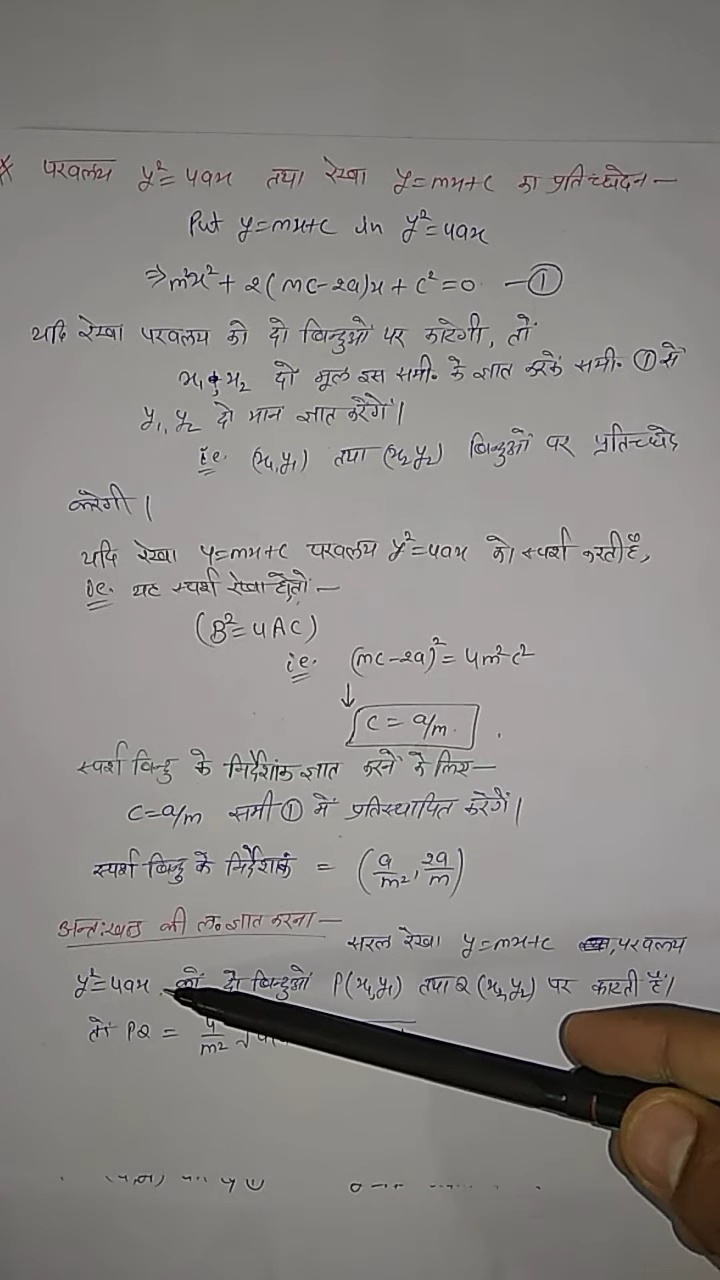 * परवलय y²=4ax तथा रेखा y=mx+c का प्रतिच्छेदन—
Put y=mx+c in y²=4ax
⇒m²x²+2(mc-2a)x+c²=0 —①
यदि रेखा परवलय को दो बिन्दुओं पर काटेगी, तो
x₁ & x₂ दो मूल इस समी. के ज्ञात करके समी. ① से
y₁, y₂ दो मान ज्ञात करेंगे।
i.e. (x₁,y₁) तथा (x₂,y₂) बिन्दुओं पर प्रतिच्छेद
करेगी।
यदि रेखा y=mx+c परवलय y²=4ax को स्पर्श करती है,
i.e. यह स्पर्श रेखा हो,तो—
(B²=4AC)
i.e. (mc-2a)²=4m²c²
↓
c=a/m.
स्पर्श बिन्दु के निर्देशांक ज्ञात करने के लिए—
c=a/m समी① में प्रतिस्थापित करेंगें।
स्पर्श बिन्दु के निर्देशांक = (a/m², 2a/m)
अन्तःखण्ड की ल. ज्ञात करना—
सरल रेखा y=mx+c , परवलय
y²=4ax को दो बिन्दुओं P(x₁,y₁) तथा Q(x₂,y₂) पर काटती हैं।
तो PQ = 4/m² √